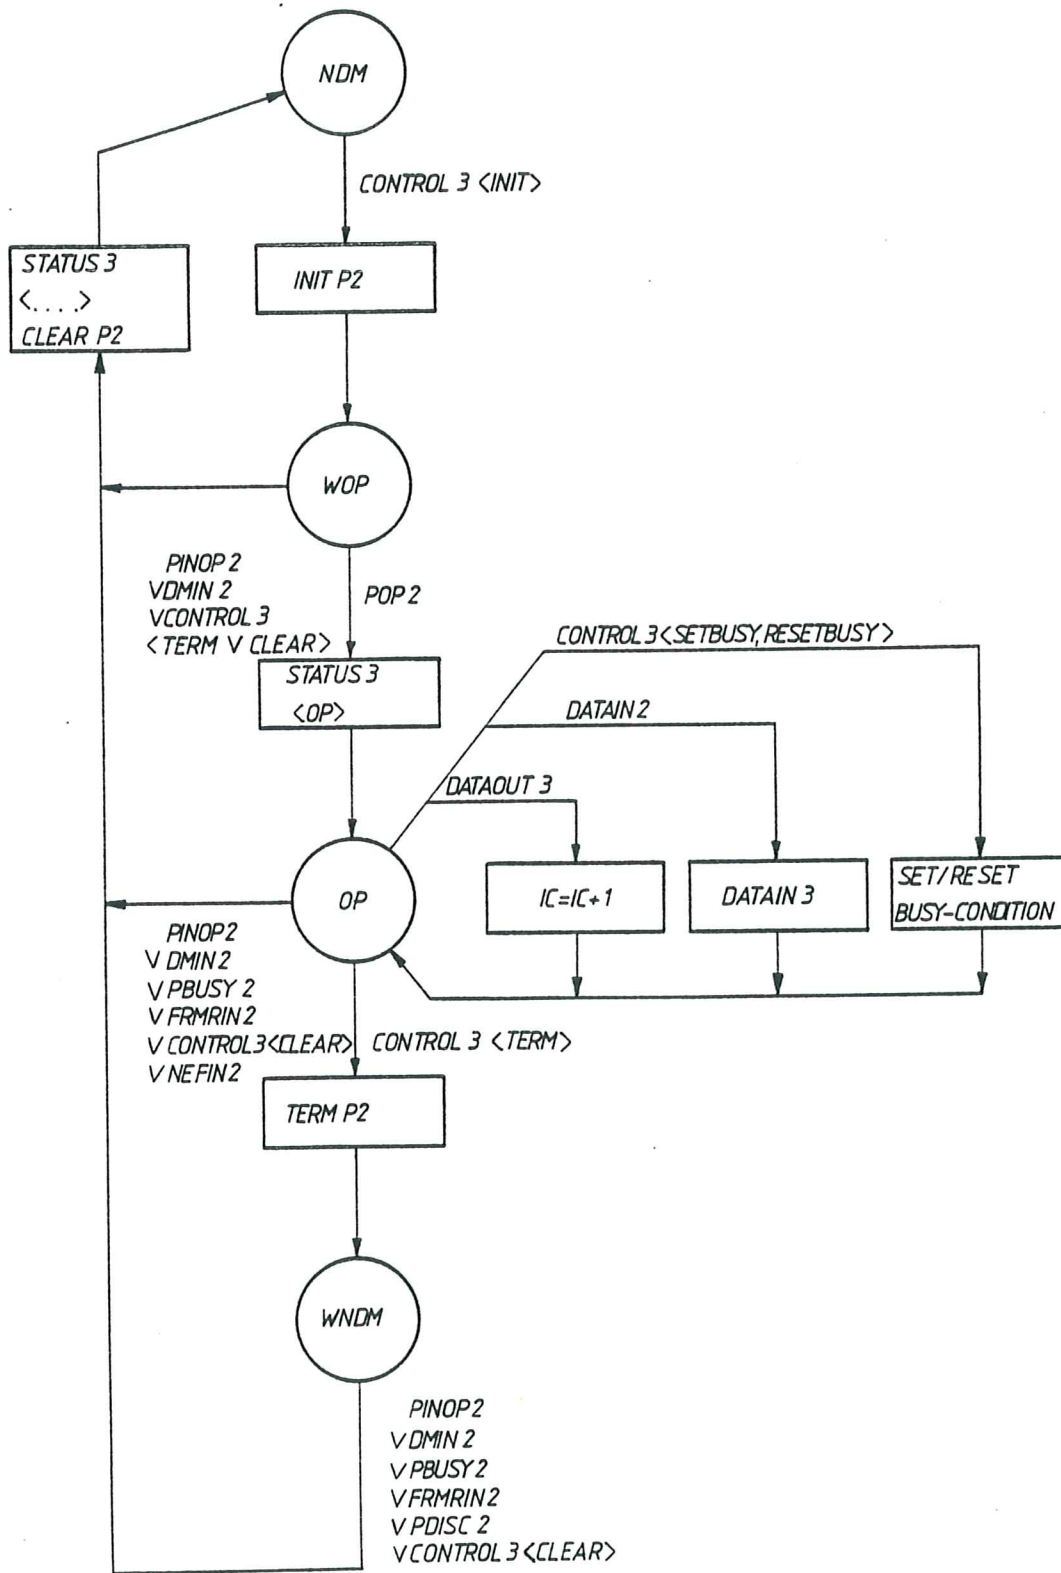 NDM
CONTROL 3 <INIT>
STATUS 3
<....>
CLEAR P2
INIT P2
WOP
PINOP 2
VDMIN 2
VCONTROL 3
<TERM V CLEAR>
POP 2
STATUS 3
<OP>
CONTROL 3<SETBUSY, RESETBUSY>
DATAIN 2
DATAOUT 3
OP
IC=IC+1
DATAIN 3
SET/RESET
BUSY-CONDITION
PINOP 2
V DMIN 2
V PBUSY 2
V FRMRIN 2
V CONTROL3<CLEAR>
V NEFIN 2
CONTROL 3 <TERM>
TERM P2
WNDM
PINOP 2
V DMIN 2
V PBUSY 2
V FRMRIN 2
V PDISC 2
V CONTROL 3 <CLEAR>